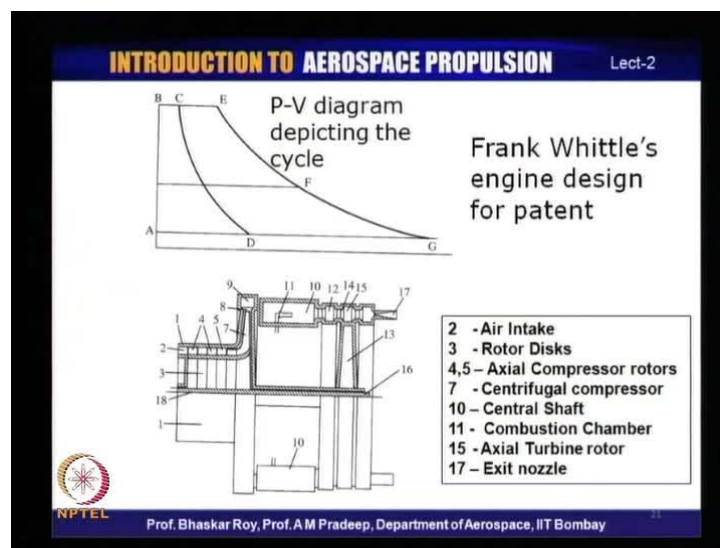 INTRODUCTION TO AEROSPACE PROPULSION
Lect-2
B C E
P-V diagram
depicting the
cycle
F
A
D
G
Frank Whittle's
engine design
for patent
9
11 10 12 14 15
17
8
1 4 5 7
2
13
3
16
18
1
10
2 - Air Intake
3 - Rotor Disks
4,5 – Axial Compressor rotors
7 - Centrifugal compressor
10 – Central Shaft
11 - Combustion Chamber
15 - Axial Turbine rotor
17 – Exit nozzle
NPTEL
Prof. Bhaskar Roy, Prof. A M Pradeep, Department of Aerospace, IIT Bombay
21